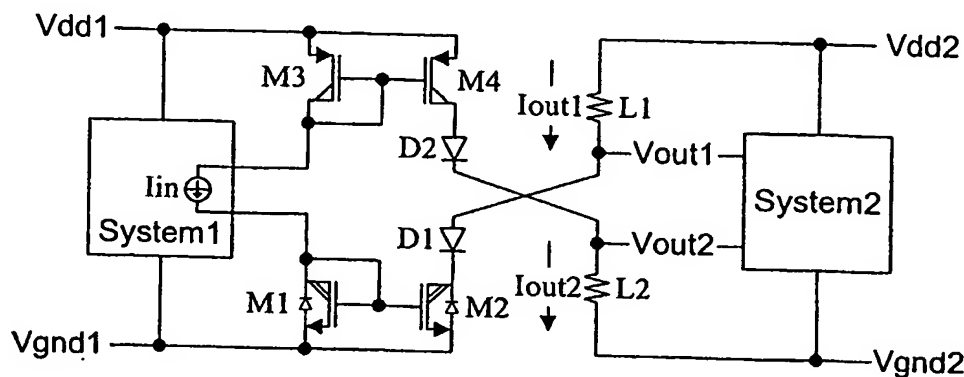 Vdd1
Vdd2
M3
M4
Iout1
L1
D2
Vout1
Iin
System1
System2
D1
Vout2
Iout2
L2
M1
M2
Vgnd1
Vgnd2